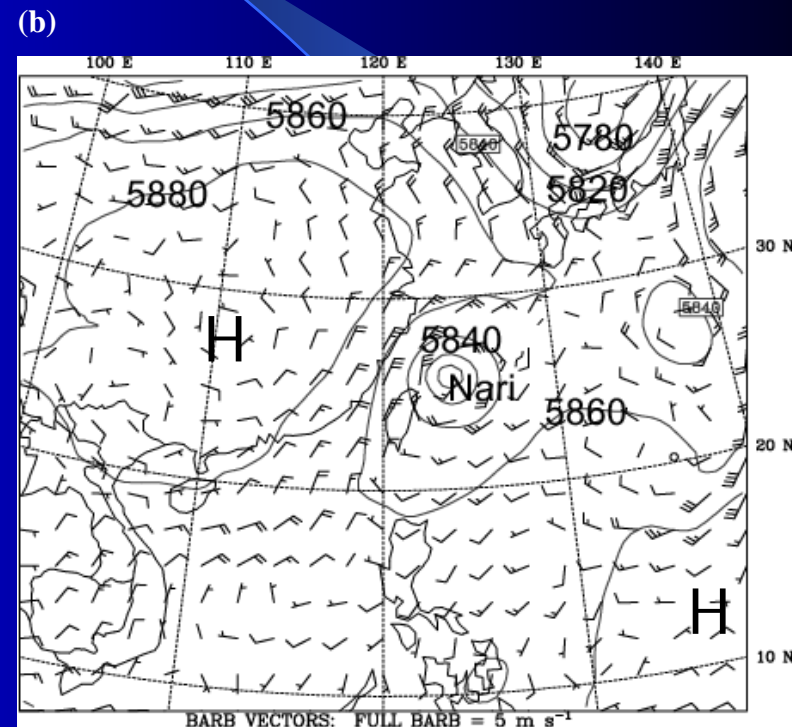 (b)
100 E 110 E 120 E 130 E 140 E
5860
5840
5780
5880
5820
30 N
5840
H
5840
Nari
5860
20 N
H
10 N
BARB VECTORS: FULL BARB = 5 m s⁻¹